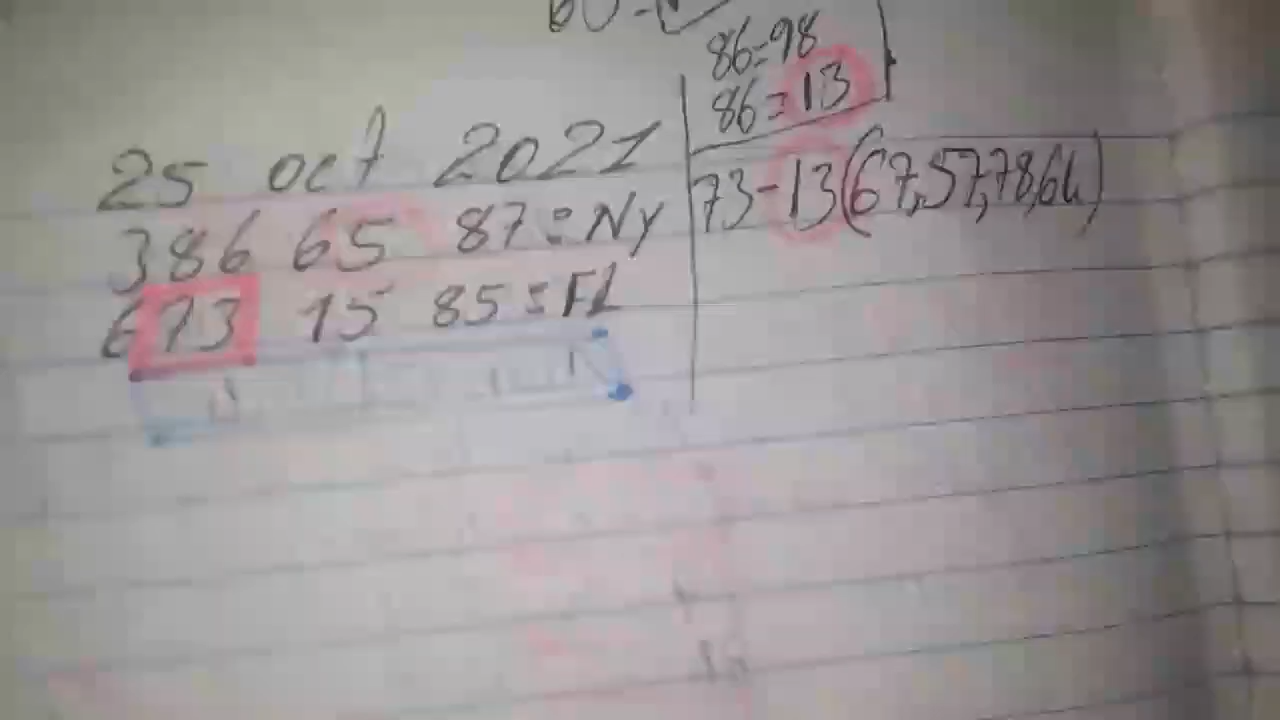 86=98
86=13
25 oct 2021
386 65 87=Ny
673 15 85=FL
73-13(67,57,78,64)